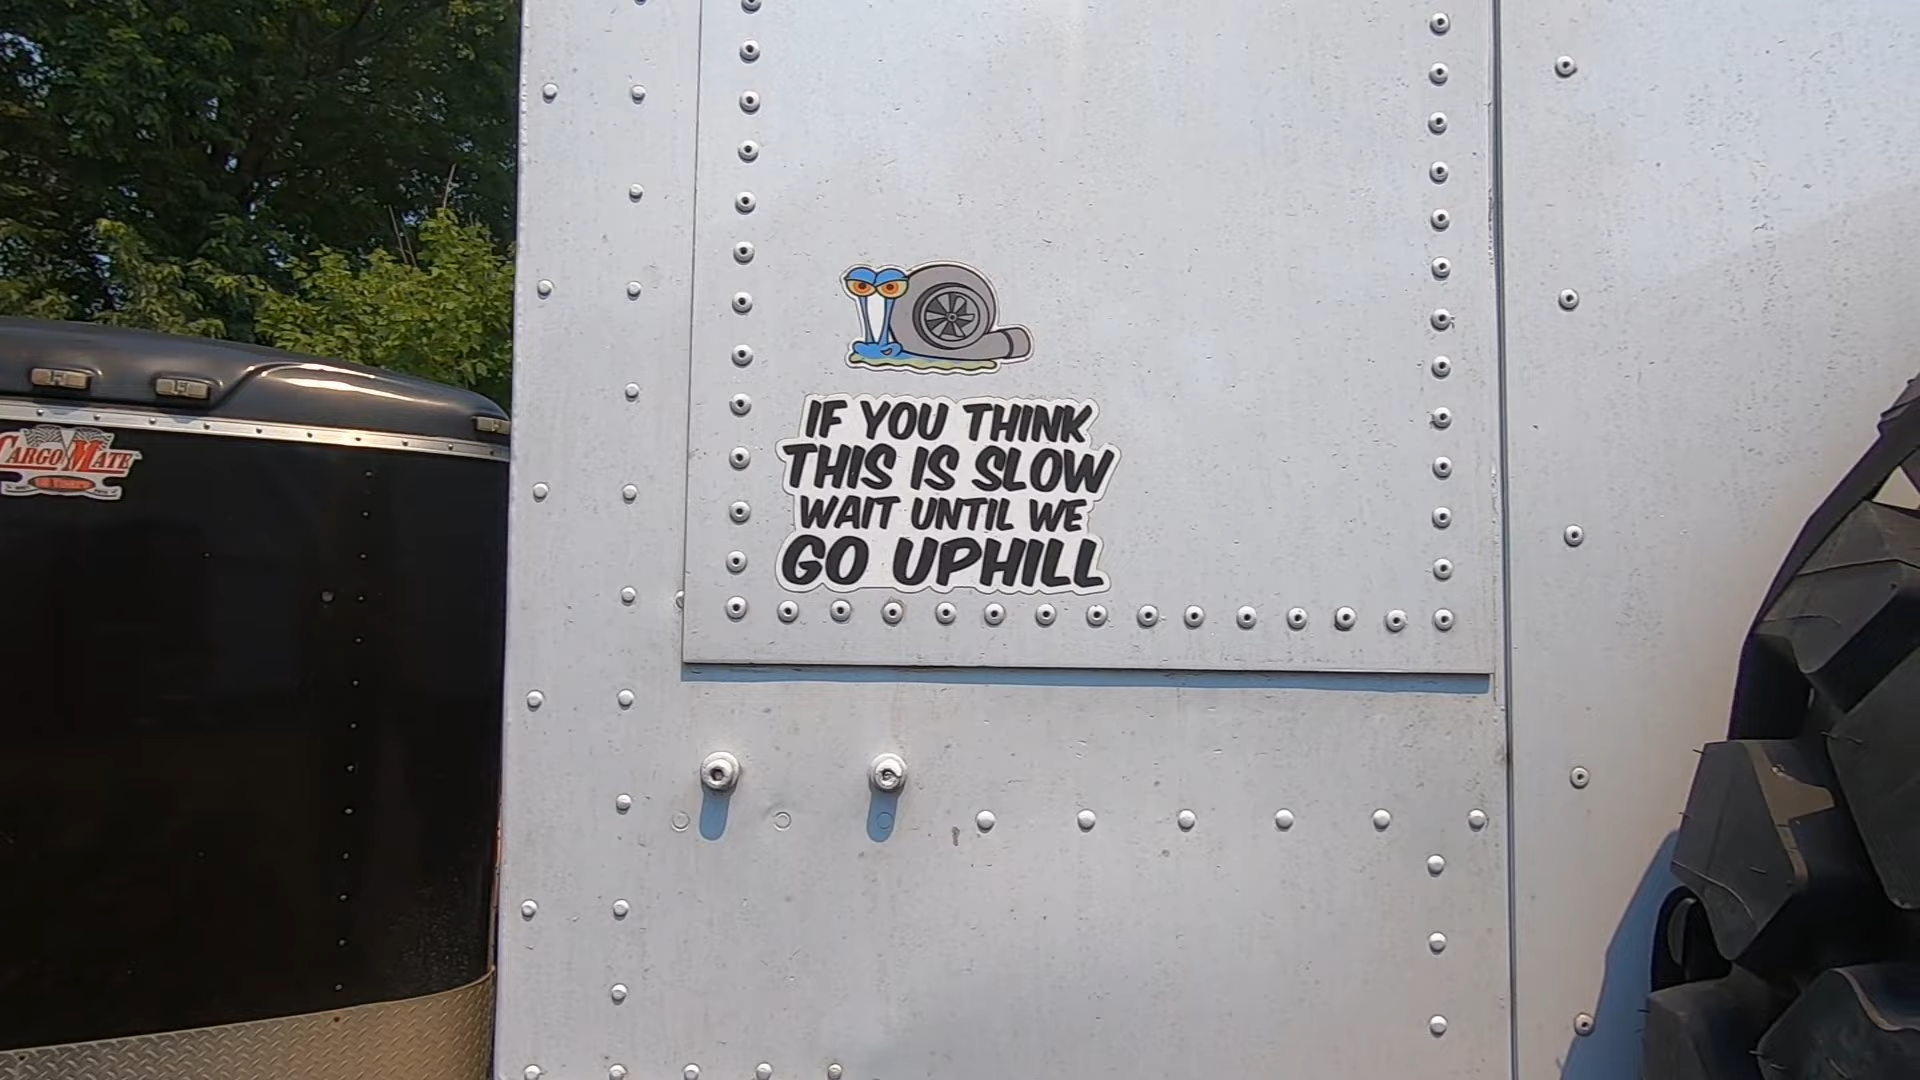 CARGO MATE
IF YOU THINK
THIS IS SLOW
WAIT UNTIL WE
GO UPHILL